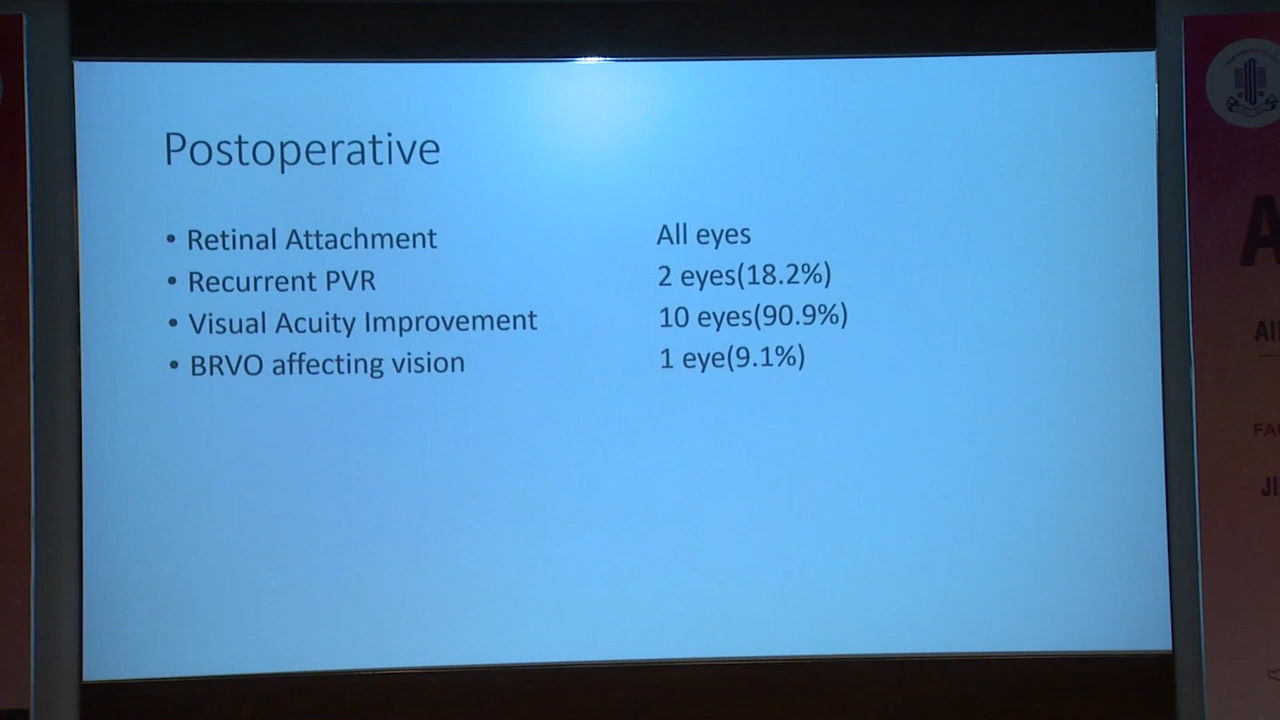 Postoperative
• Retinal Attachment All eyes
• Recurrent PVR 2 eyes(18.2%)
• Visual Acuity Improvement 10 eyes(90.9%)
• BRVO affecting vision 1 eye(9.1%)